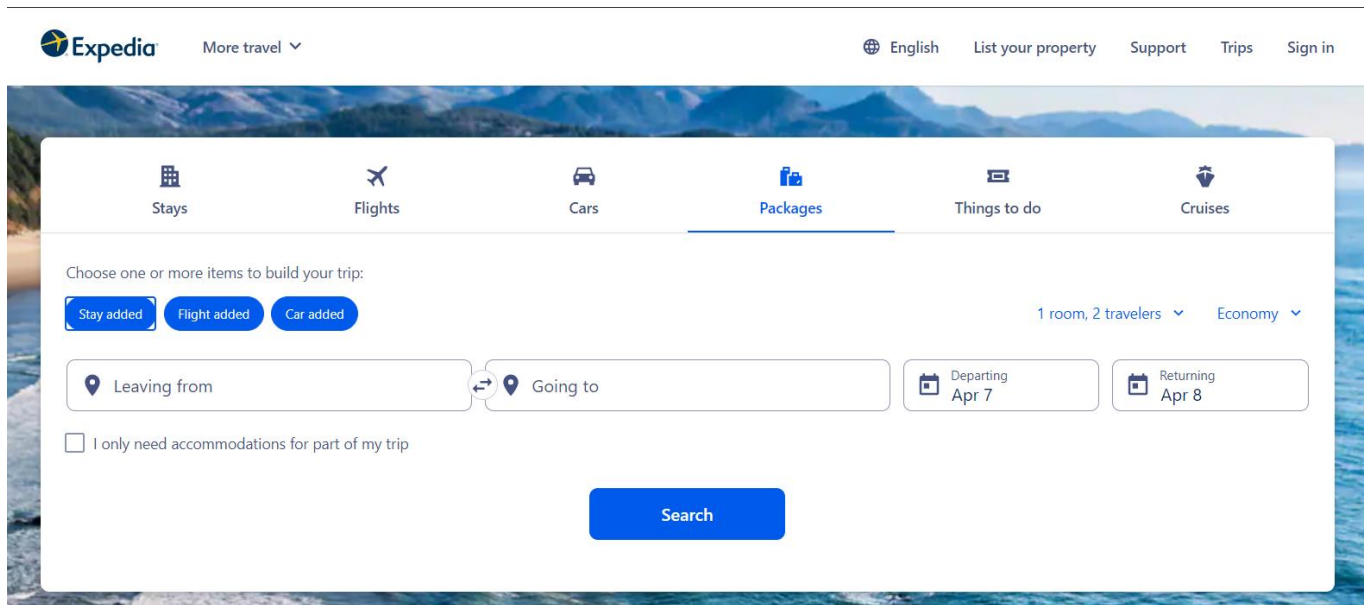 Expedia More travel English List your property Support Trips Sign in
Stays Flights Cars Packages Things to do Cruises
Choose one or more items to build your trip:
Stay added Flight added Car added 1 room, 2 travelers Economy
Leaving from Going to Departing Apr 7 Returning Apr 8
I only need accommodations for part of my trip
Search